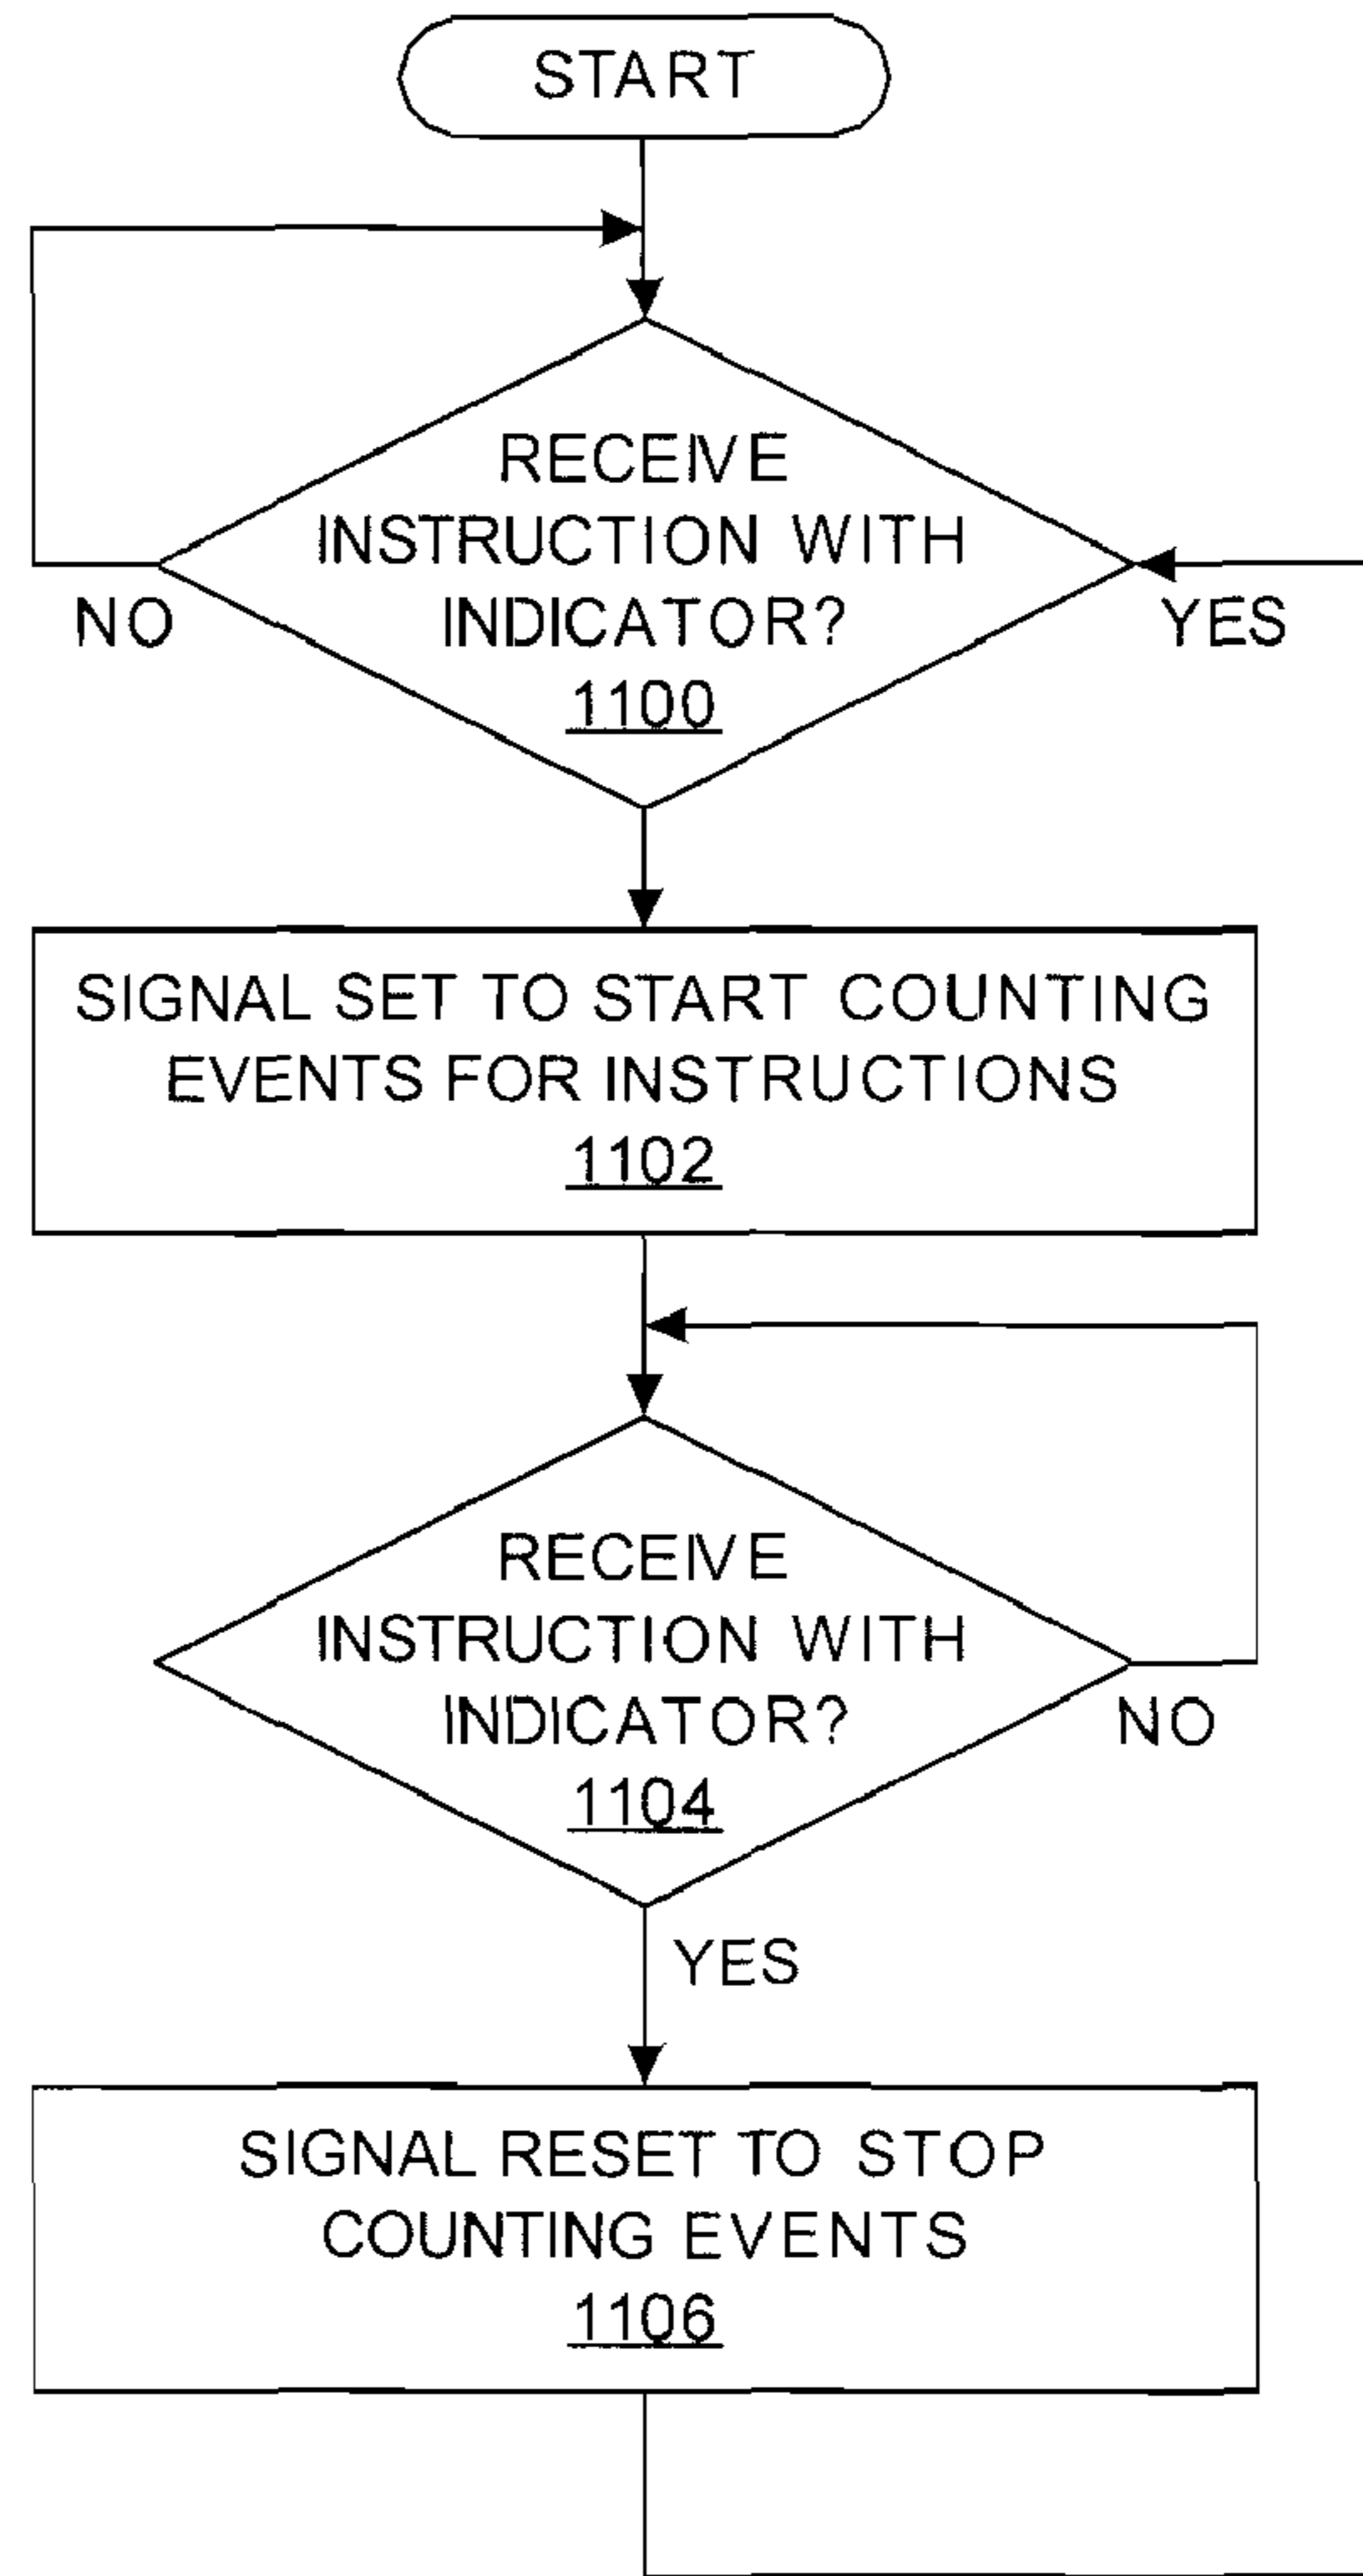 START
RECEIVE
INSTRUCTION WITH
INDICATOR?
1100
NO
YES
SIGNAL SET TO START COUNTING
EVENTS FOR INSTRUCTIONS
1102
RECEIVE
INSTRUCTION WITH
INDICATOR?
1104
NO
YES
SIGNAL RESET TO STOP
COUNTING EVENTS
1106